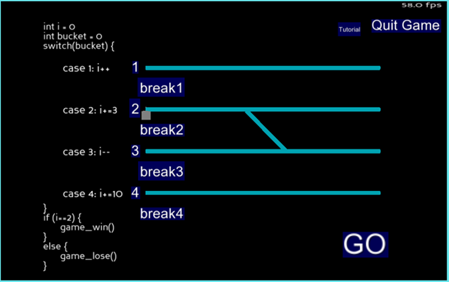 58.0 fps
int i = 0
int bucket = 0
switch(bucket) {
Tutorial
Quit Game
case 1: i++
1
break1
case 2: i+=3
2
break2
case 3: i--
3
break3
case 4: i+=10
4
break4
}
if (i==2) {
game_win()
}
else {
game_lose()
}
GO